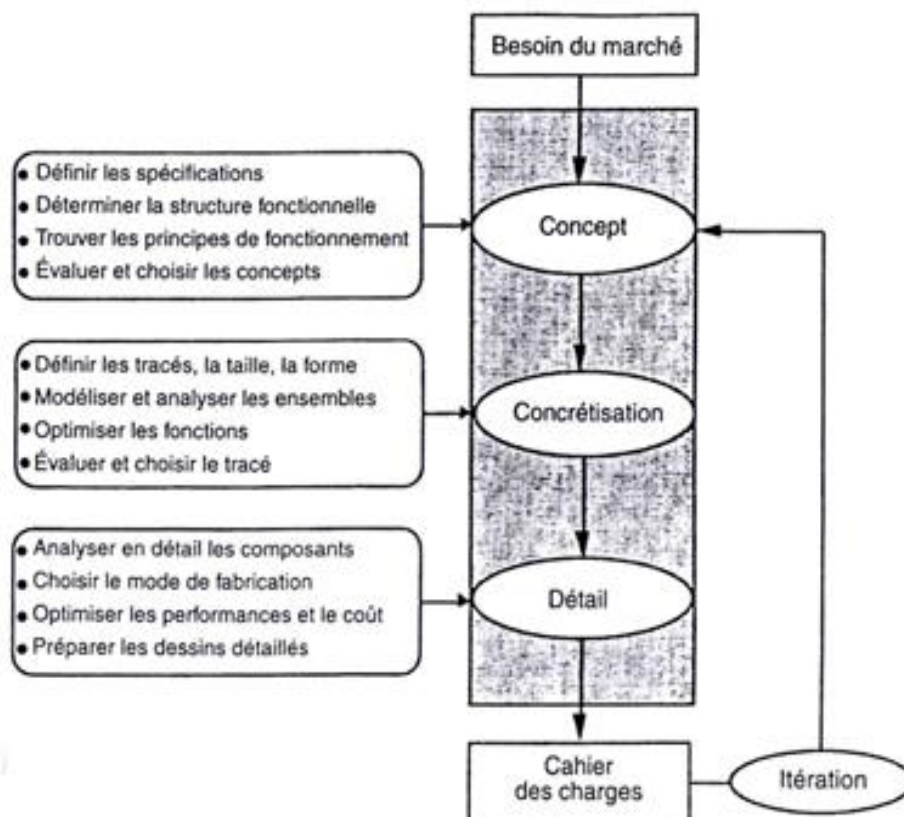 Besoin du marché
• Définir les spécifications
• Déterminer la structure fonctionnelle
• Trouver les principes de fonctionnement
• Évaluer et choisir les concepts
Concept
• Définir les tracés, la taille, la forme
• Modéliser et analyser les ensembles
• Optimiser les fonctions
• Évaluer et choisir le tracé
Concrétisation
• Analyser en détail les composants
• Choisir le mode de fabrication
• Optimiser les performances et le coût
• Préparer les dessins détaillés
Détail
Cahier
des charges
Itération